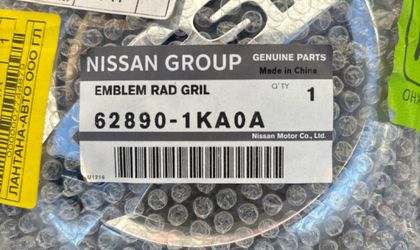 NISSAN GROUP
GENUINE PARTS
Made in China
EMBLEM RAD GRIL
Q'TY
1
62890-1KA0A
Nissan Motor Co., Ltd.
U1216
ЛАНТАНА-АВТО ООО ГЛ